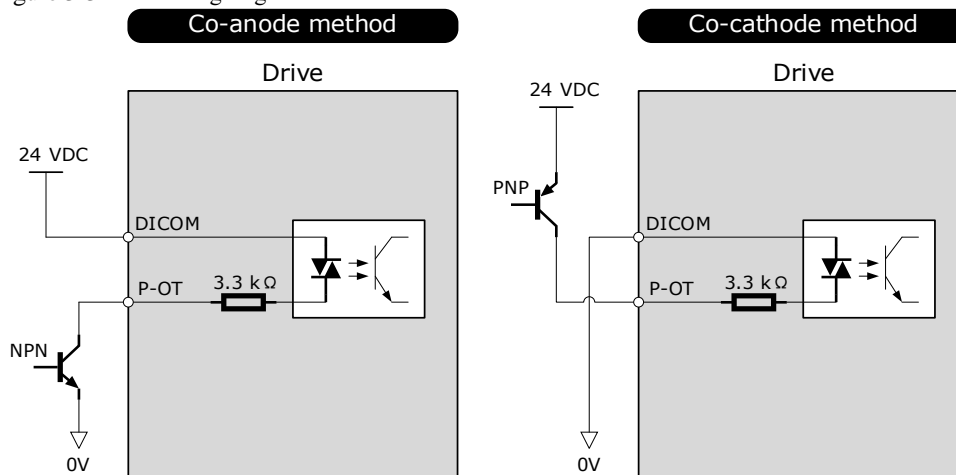 Co-anode method
Drive
24 VDC
DICOM
P-OT
3.3 kΩ
NPN
0V
Co-cathode method
Drive
24 VDC
PNP
DICOM
P-OT
3.3 kΩ
0V